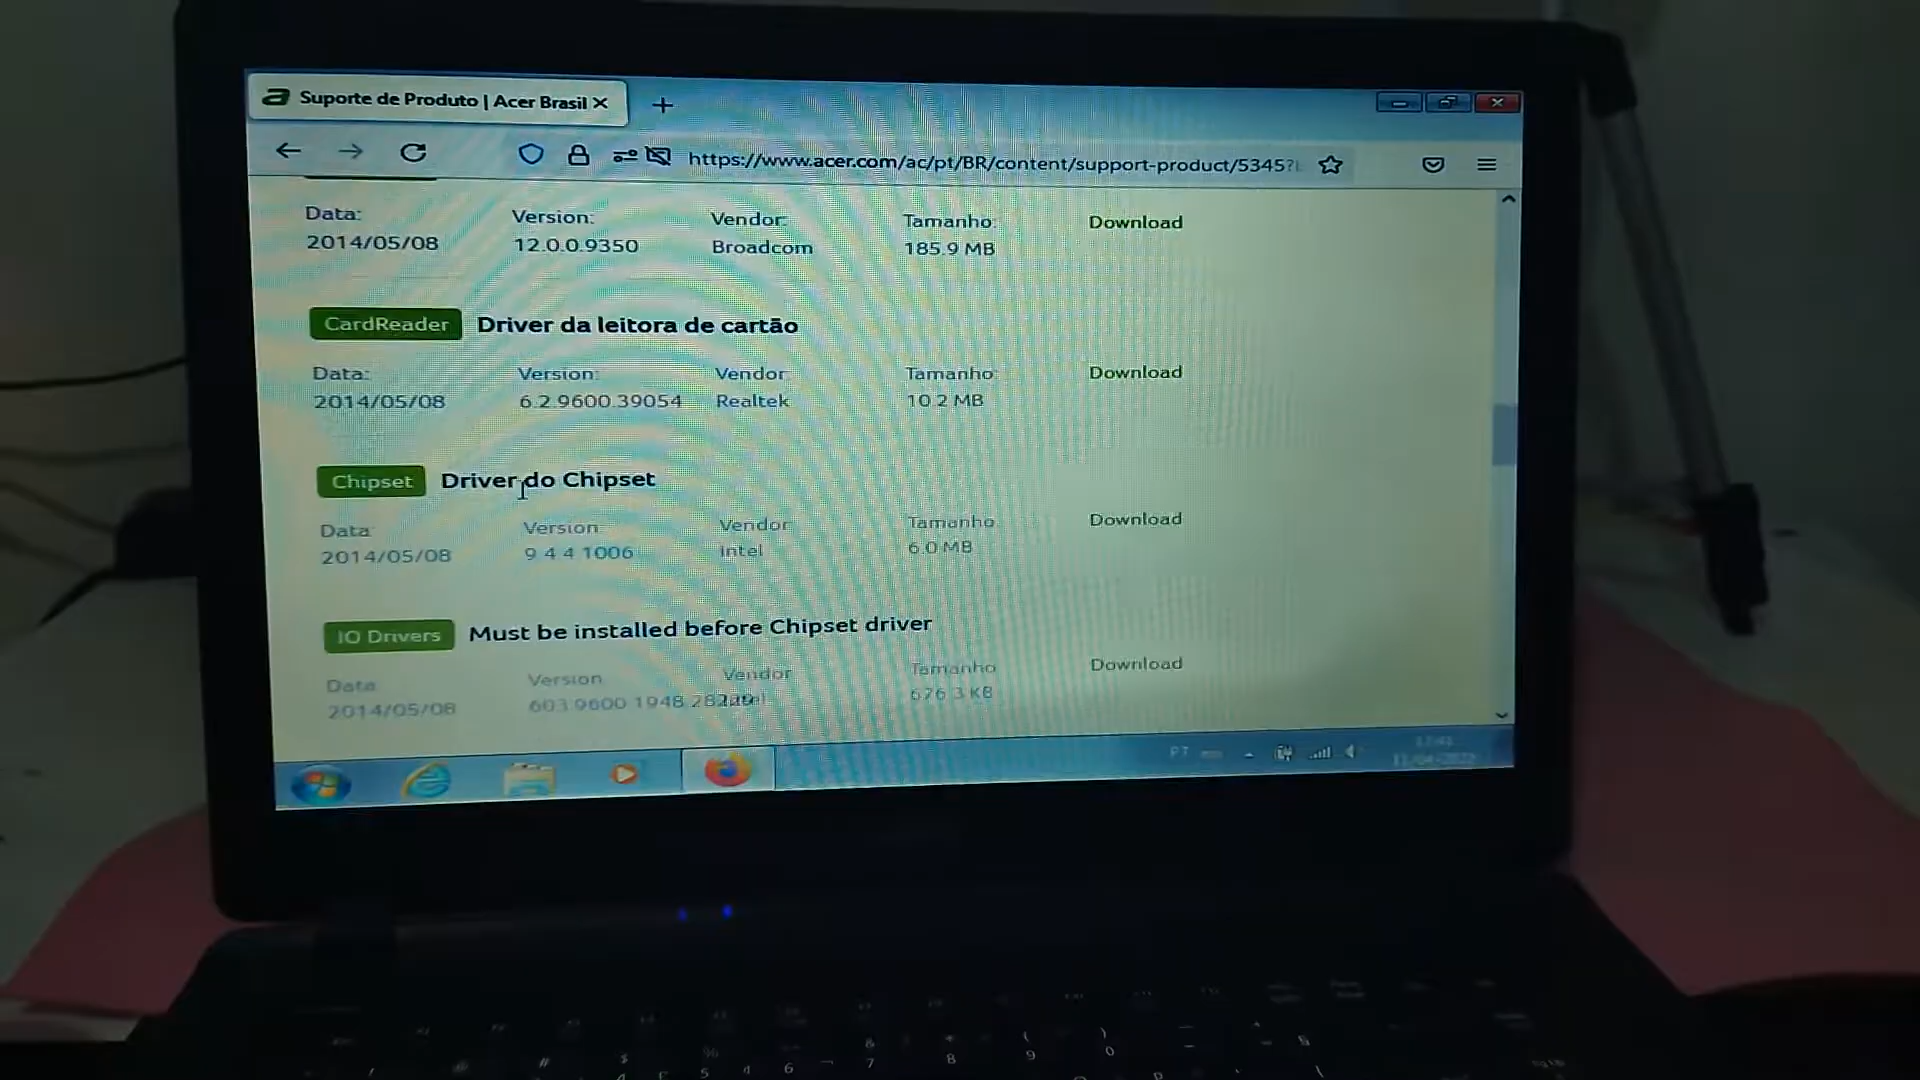 Suporte de Produto | Acer Brasil
https://www.acer.com/ac/pt/BR/content/support-product/5345?
Data: Version: Vendor: Tamanho: Download
2014/05/08 12.0.0.9350 Broadcom 185.9 MB
CardReader Driver da leitora de cartão
Data: Version: Vendor: Tamanho: Download
2014/05/08 6.2.9600.39054 Realtek 10.2 MB
Chipset Driver do Chipset
Data: Version: Vendor: Tamanho: Download
2014/05/08 9.4.4.1006 Intel 6.0 MB
IO Drivers Must be installed before Chipset driver
Data: Version: Vendor: Tamanho: Download
2014/05/08 603.9600.1948. 676.3 KB
PT